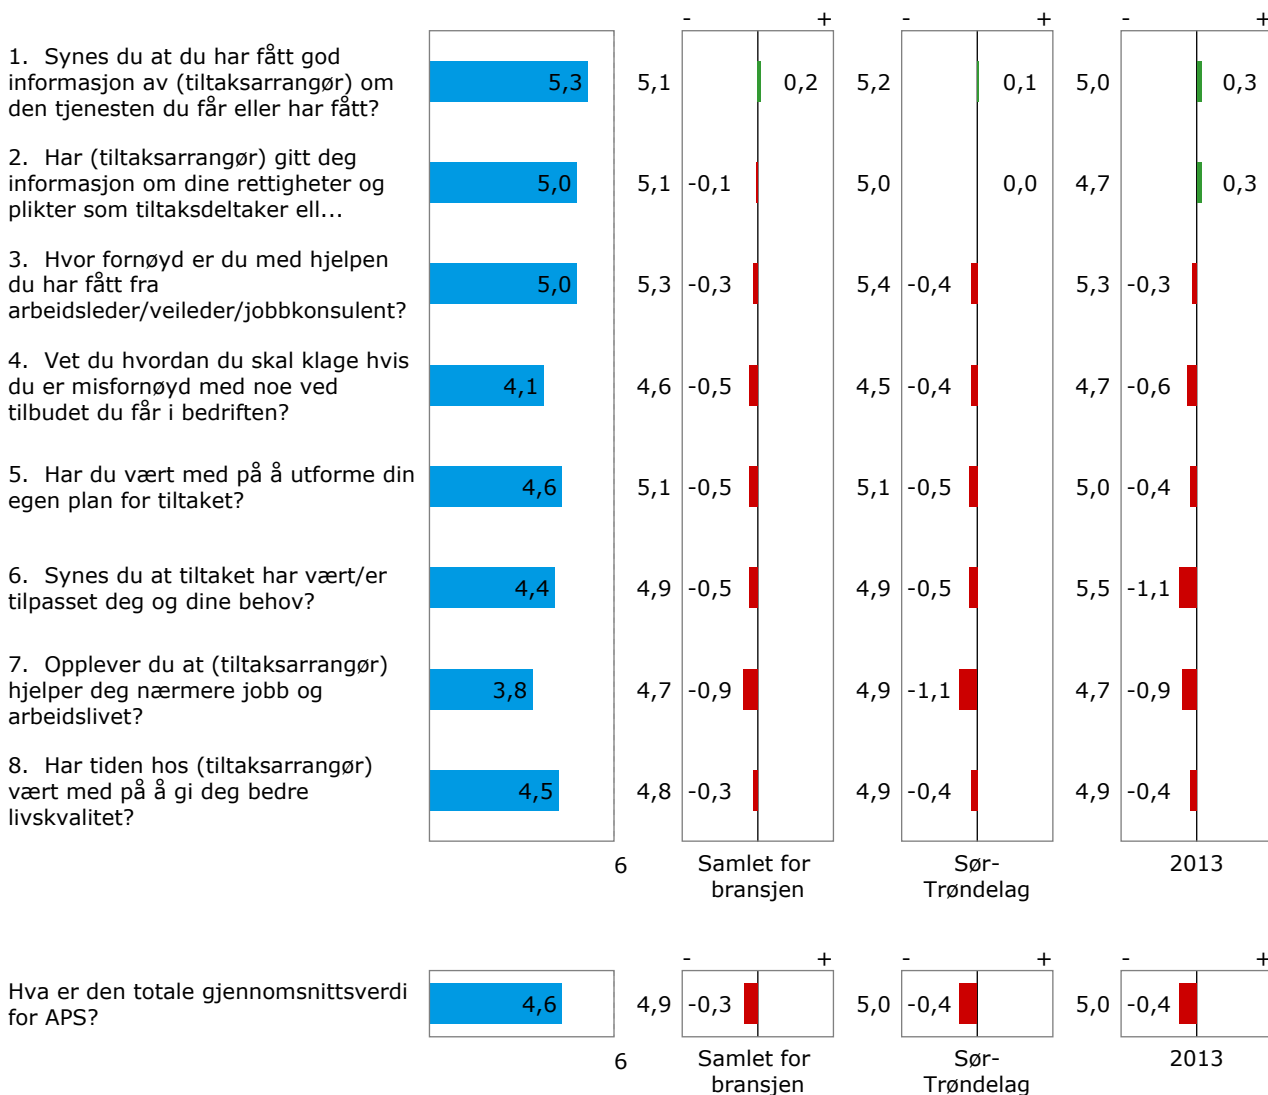 - + - + - +
1. Synes du at du har fått god
informasjon av (tiltaksarrangør) om
den tjenesten du får eller har fått?
5,3 5,1 0,2 5,2 0,1 5,0 0,3
2. Har (tiltaksarrangør) gitt deg
informasjon om dine rettigheter og
plikter som tiltaksdeltaker ell...
5,0 5,1 -0,1 5,0 0,0 4,7 0,3
3. Hvor fornøyd er du med hjelpen
du har fått fra
arbeidsleder/veileder/jobbkonsulent?
5,0 5,3 -0,3 5,4 -0,4 5,3 -0,3
4. Vet du hvordan du skal klage hvis
du er misfornøyd med noe ved
tilbudet du får i bedriften?
4,1 4,6 -0,5 4,5 -0,4 4,7 -0,6
5. Har du vært med på å utforme din
egen plan for tiltaket?
4,6 5,1 -0,5 5,1 -0,5 5,0 -0,4
6. Synes du at tiltaket har vært/er
tilpasset deg og dine behov?
4,4 4,9 -0,5 4,9 -0,5 5,5 -1,1
7. Opplever du at (tiltaksarrangør)
hjelper deg nærmere jobb og
arbeidslivet?
3,8 4,7 -0,9 4,9 -1,1 4,7 -0,9
8. Har tiden hos (tiltaksarrangør)
vært med på å gi deg bedre
livskvalitet?
4,5 4,8 -0,3 4,9 -0,4 4,9 -0,4
6 Samlet for Sør- 2013
bransjen Trøndelag
- + - + - +
Hva er den totale gjennomsnittsverdi
for APS?
4,6 4,9 -0,3 5,0 -0,4 5,0 -0,4
6 Samlet for Sør- 2013
bransjen Trøndelag